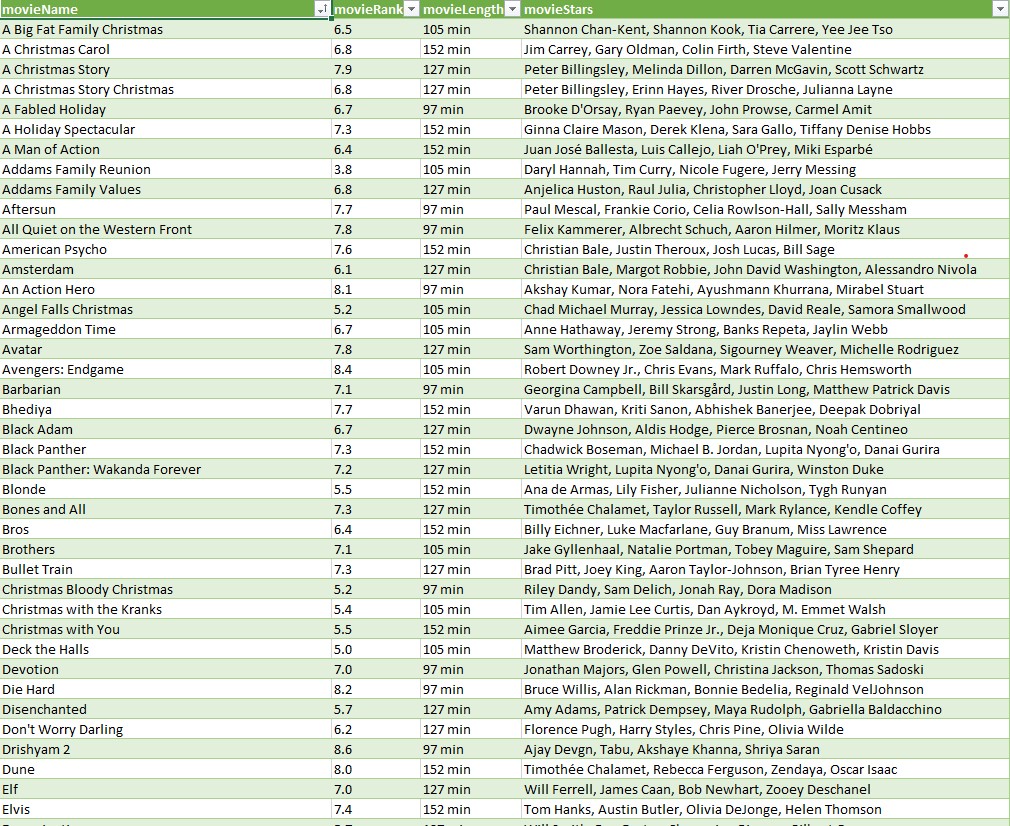 movieName movieRank movieLength movieStars
A Big Fat Family Christmas 6.5 105 min Shannon Chan-Kent, Shannon Kook, Tia Carrere, Yee Jee Tso
A Christmas Carol 6.8 152 min Jim Carrey, Gary Oldman, Colin Firth, Steve Valentine
A Christmas Story 7.9 127 min Peter Billingsley, Melinda Dillon, Darren McGavin, Scott Schwartz
A Christmas Story Christmas 6.8 127 min Peter Billingsley, Erinn Hayes, River Drosche, Julianna Layne
A Fabled Holiday 6.7 97 min Brooke D'Orsay, Ryan Paevey, John Prowse, Carmel Amit
A Holiday Spectacular 7.3 152 min Ginna Claire Mason, Derek Klena, Sara Gallo, Tiffany Denise Hobbs
A Man of Action 6.4 152 min Juan José Ballesta, Luis Callejo, Liah O'Prey, Miki Esparbé
Addams Family Reunion 3.8 105 min Daryl Hannah, Tim Curry, Nicole Fugere, Jerry Messing
Addams Family Values 6.8 127 min Anjelica Huston, Raul Julia, Christopher Lloyd, Joan Cusack
Aftersun 7.7 97 min Paul Mescal, Frankie Corio, Celia Rowlson-Hall, Sally Messham
All Quiet on the Western Front 7.8 97 min Felix Kammerer, Albrecht Schuch, Aaron Hilmer, Moritz Klaus
American Psycho 7.6 152 min Christian Bale, Justin Theroux, Josh Lucas, Bill Sage
Amsterdam 6.1 127 min Christian Bale, Margot Robbie, John David Washington, Alessandro Nivola
An Action Hero 8.1 97 min Akshay Kumar, Nora Fatehi, Ayushmann Khurrana, Mirabel Stuart
Angel Falls Christmas 5.2 105 min Chad Michael Murray, Jessica Lowndes, David Reale, Samora Smallwood
Armageddon Time 6.7 105 min Anne Hathaway, Jeremy Strong, Banks Repeta, Jaylin Webb
Avatar 7.8 127 min Sam Worthington, Zoe Saldana, Sigourney Weaver, Michelle Rodriguez
Avengers: Endgame 8.4 105 min Robert Downey Jr., Chris Evans, Mark Ruffalo, Chris Hemsworth
Barbarian 7.1 97 min Georgina Campbell, Bill Skarsgård, Justin Long, Matthew Patrick Davis
Bhediya 7.7 152 min Varun Dhawan, Kriti Sanon, Abhishek Banerjee, Deepak Dobriyal
Black Adam 6.7 127 min Dwayne Johnson, Aldis Hodge, Pierce Brosnan, Noah Centineo
Black Panther 7.3 152 min Chadwick Boseman, Michael B. Jordan, Lupita Nyong'o, Danai Gurira
Black Panther: Wakanda Forever 7.2 127 min Letitia Wright, Lupita Nyong'o, Danai Gurira, Winston Duke
Blonde 5.5 152 min Ana de Armas, Lily Fisher, Julianne Nicholson, Tygh Runyan
Bones and All 7.3 127 min Timothée Chalamet, Taylor Russell, Mark Rylance, Kendle Coffey
Bros 6.4 152 min Billy Eichner, Luke Macfarlane, Guy Branum, Miss Lawrence
Brothers 7.1 105 min Jake Gyllenhaal, Natalie Portman, Tobey Maguire, Sam Shepard
Bullet Train 7.3 127 min Brad Pitt, Joey King, Aaron Taylor-Johnson, Brian Tyree Henry
Christmas Bloody Christmas 5.2 97 min Riley Dandy, Sam Delich, Jonah Ray, Dora Madison
Christmas with the Kranks 5.4 105 min Tim Allen, Jamie Lee Curtis, Dan Aykroyd, M. Emmet Walsh
Christmas with You 5.5 152 min Aimee Garcia, Freddie Prinze Jr., Deja Monique Cruz, Gabriel Sloyer
Deck the Halls 5.0 105 min Matthew Broderick, Danny DeVito, Kristin Chenoweth, Kristin Davis
Devotion 7.0 97 min Jonathan Majors, Glen Powell, Christina Jackson, Thomas Sadoski
Die Hard 8.2 97 min Bruce Willis, Alan Rickman, Bonnie Bedelia, Reginald VelJohnson
Disenchanted 5.7 127 min Amy Adams, Patrick Dempsey, Maya Rudolph, Gabriella Baldacchino
Don't Worry Darling 6.2 127 min Florence Pugh, Harry Styles, Chris Pine, Olivia Wilde
Drishyam 2 8.6 97 min Ajay Devgn, Tabu, Akshaye Khanna, Shriya Saran
Dune 8.0 152 min Timothée Chalamet, Rebecca Ferguson, Zendaya, Oscar Isaac
Elf 7.0 127 min Will Ferrell, James Caan, Bob Newhart, Zooey Deschanel
Elvis 7.4 152 min Tom Hanks, Austin Butler, Olivia DeJonge, Helen Thomson